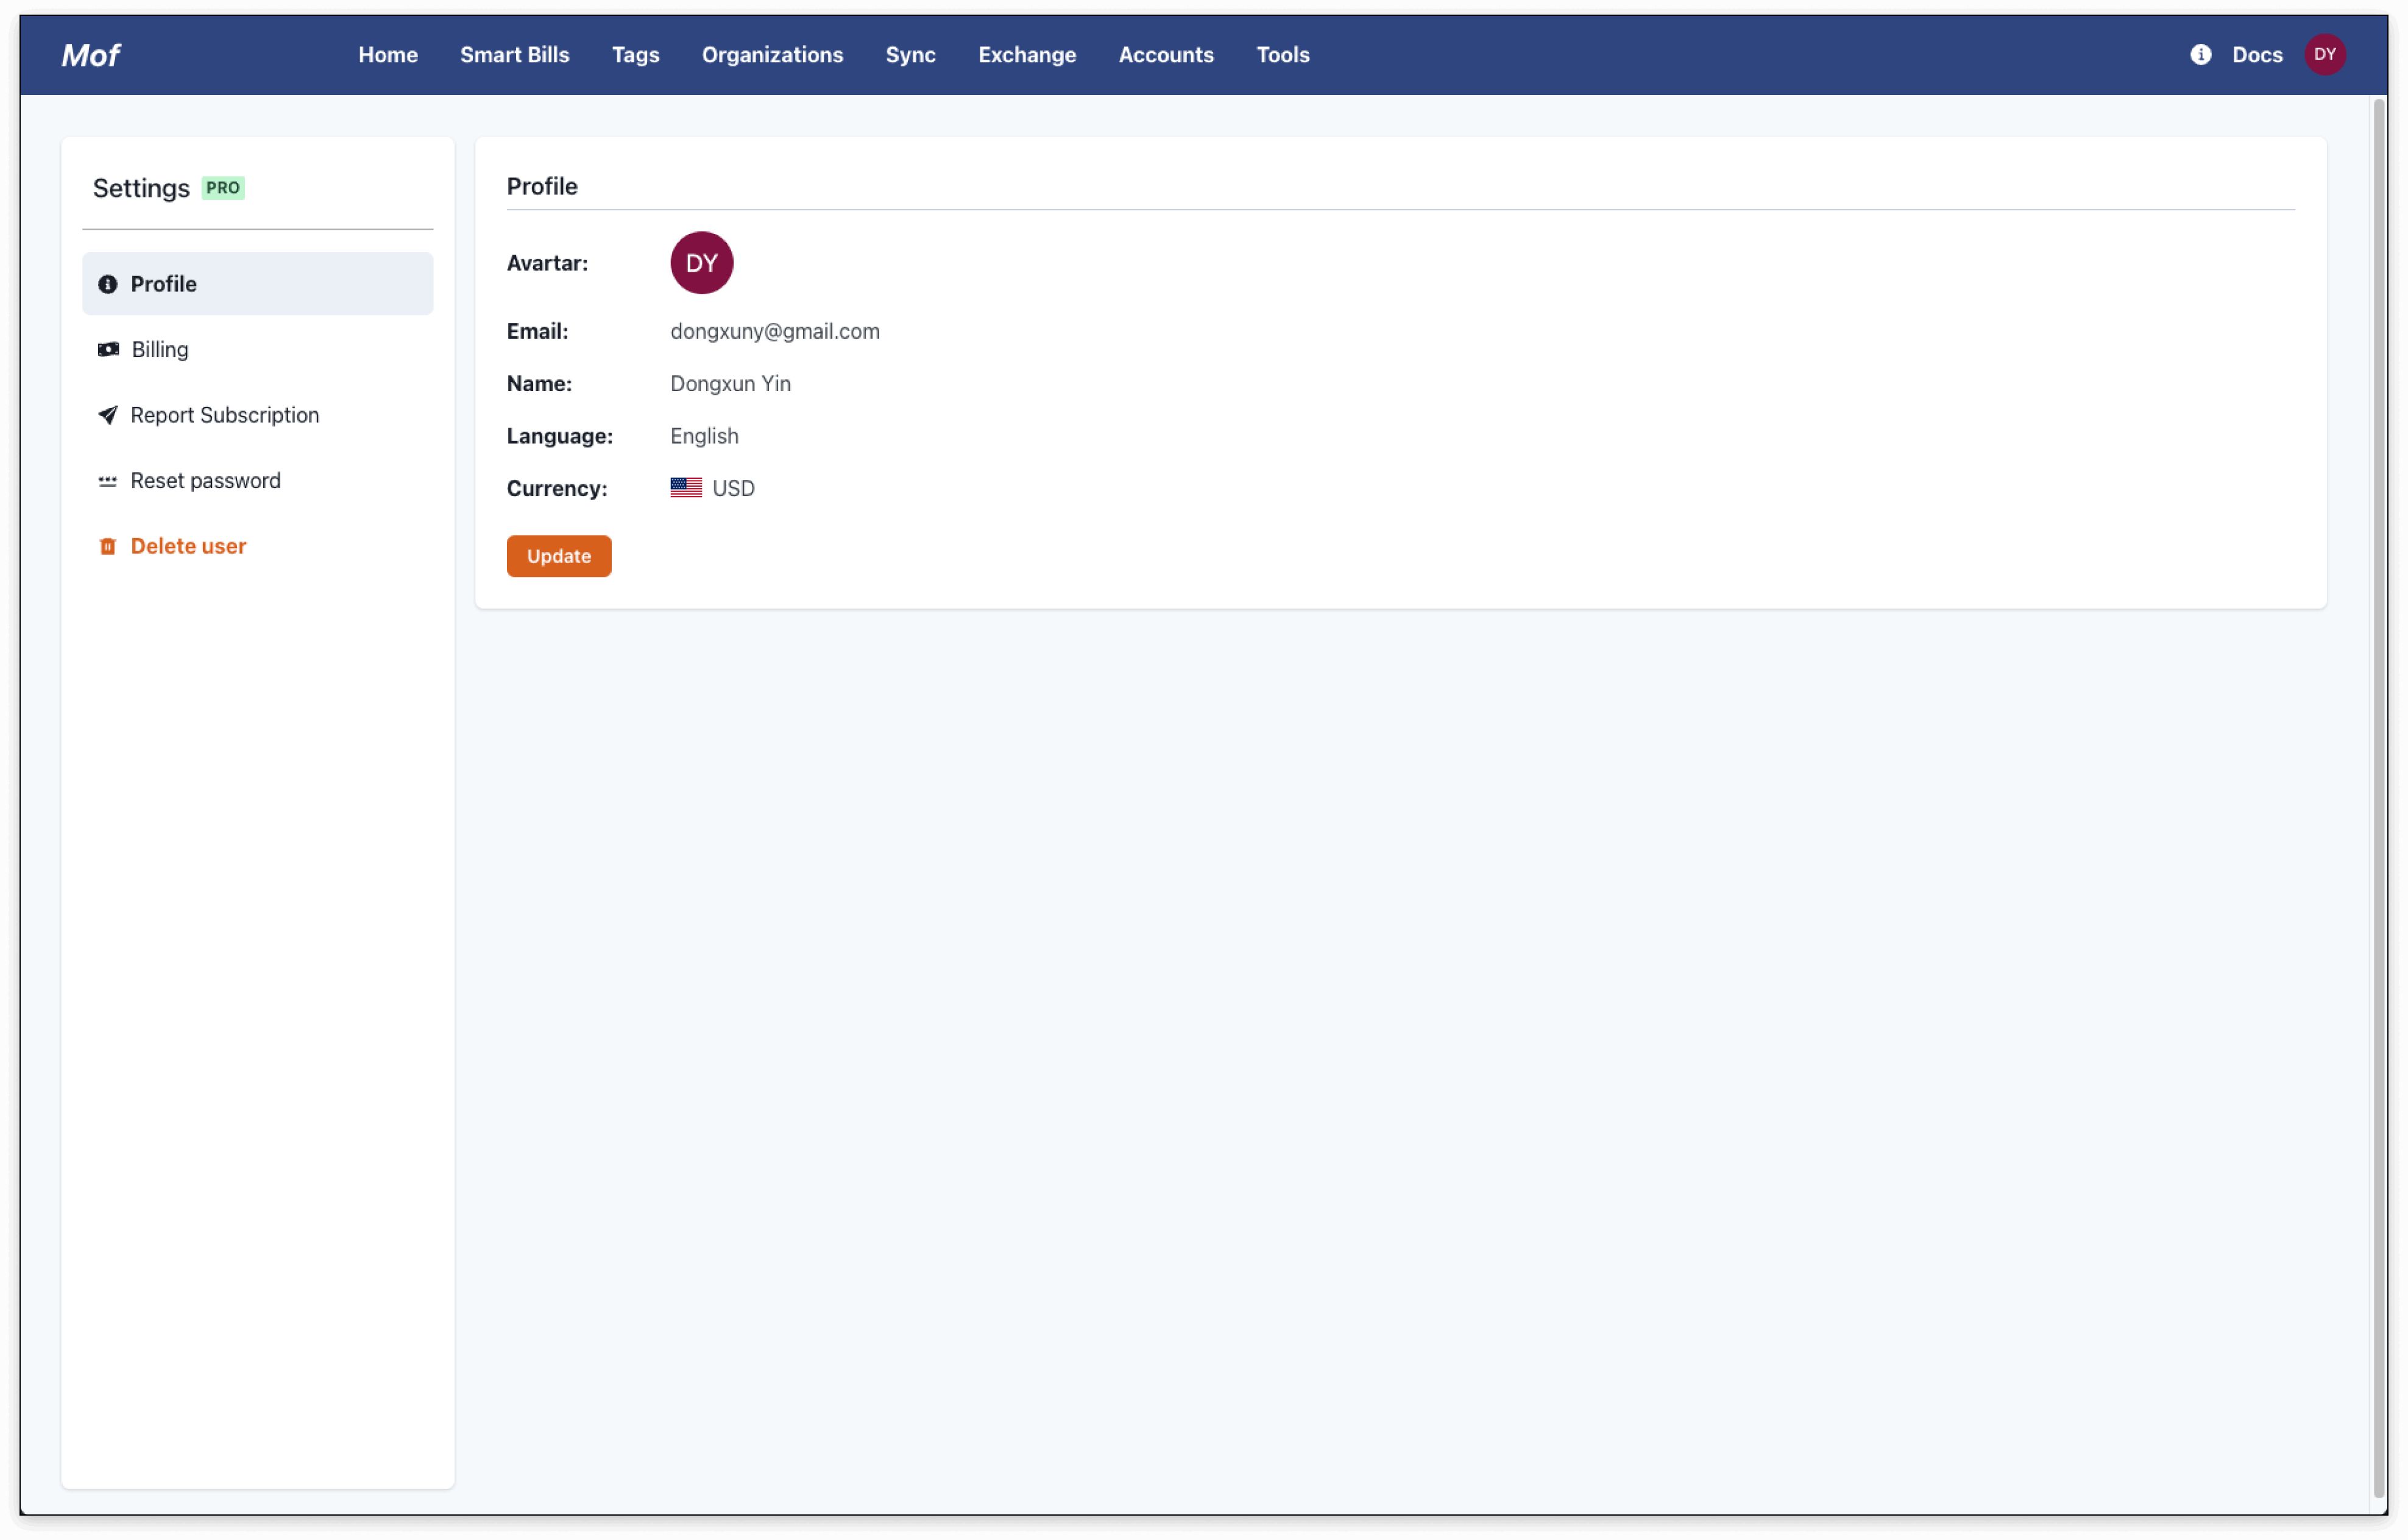 Mof Home Smart Bills Tags Organizations Sync Exchange Accounts Tools Docs DY
Settings PRO
Profile
Billing
Report Subscription
Reset password
Delete user
Profile
Avartar: DY
Email: dongxuny@gmail.com
Name: Dongxun Yin
Language: English
Currency: USD
Update